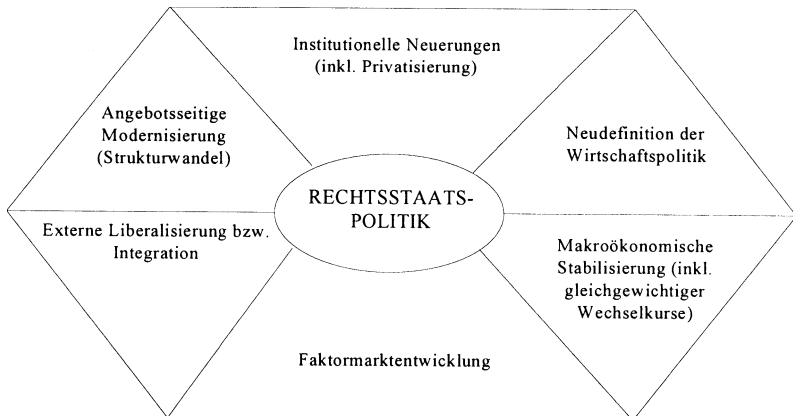 Institutionelle Neuerungen
(inkl. Privatisierung)
Angebotsseitige
Modernisierung
(Strukturwandel)
Neudefinition der
Wirtschaftspolitik
RECHTSSTAATS-
POLITIK
Externe Liberalisierung bzw.
Integration
Makroökonomische
Stabilisierung (inkl.
gleichgewichtiger
Wechselkurse)
Faktormarktentwicklung